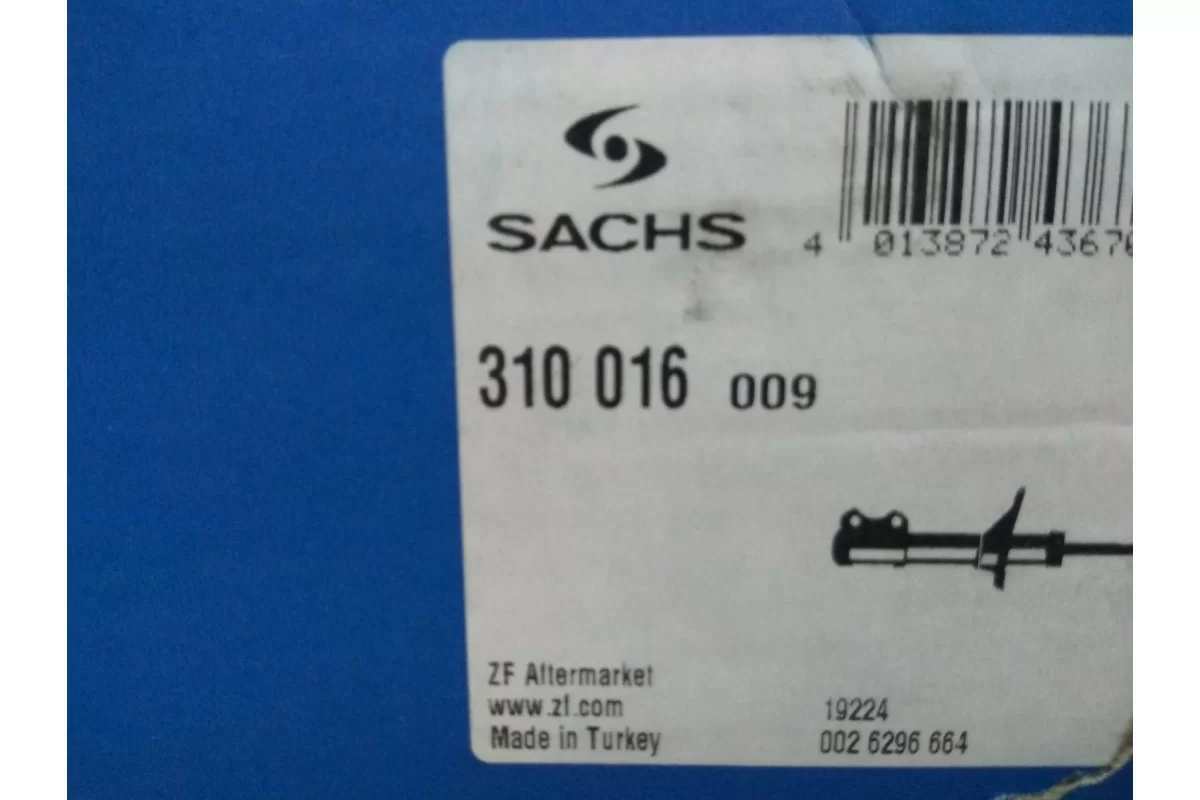 SACHS
4 013872 43670
310 016 009
ZF Aftermarket
www.zf.com
Made in Turkey
19224
002 6296 664